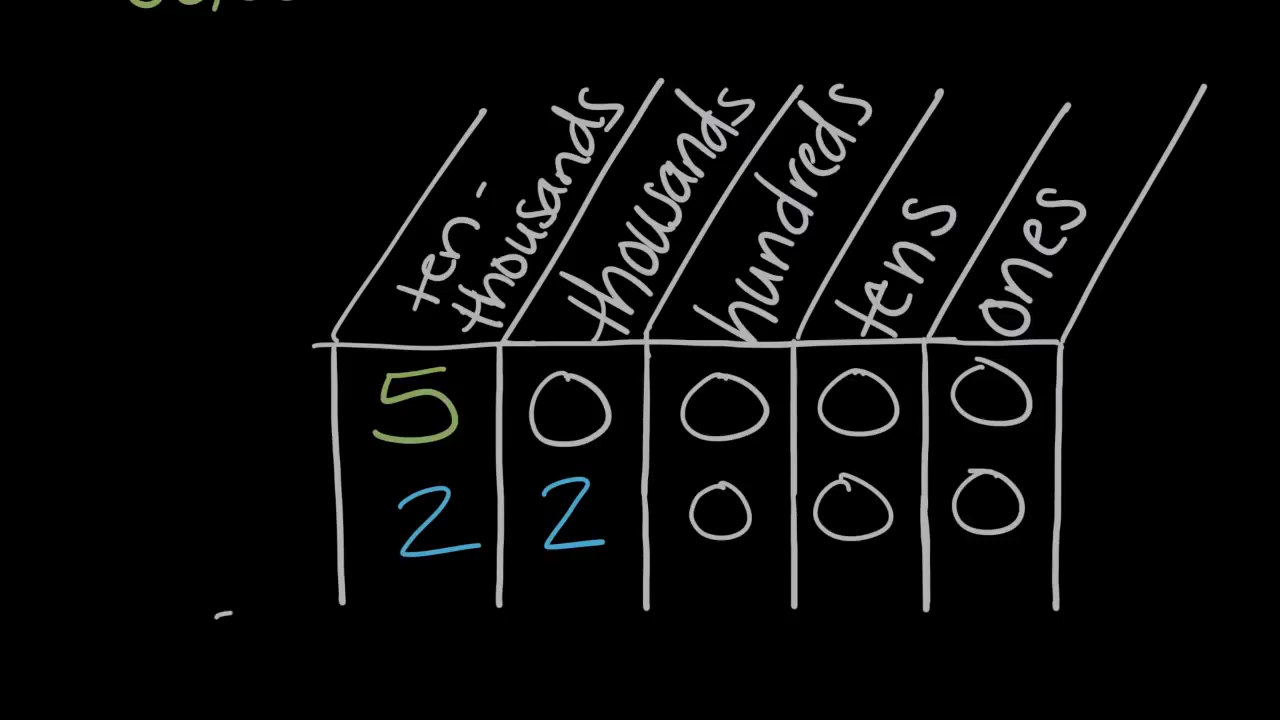 ten-
thousands
thousands
hundreds
tens
ones
5 0 0 0 0
2 2 0 0 0